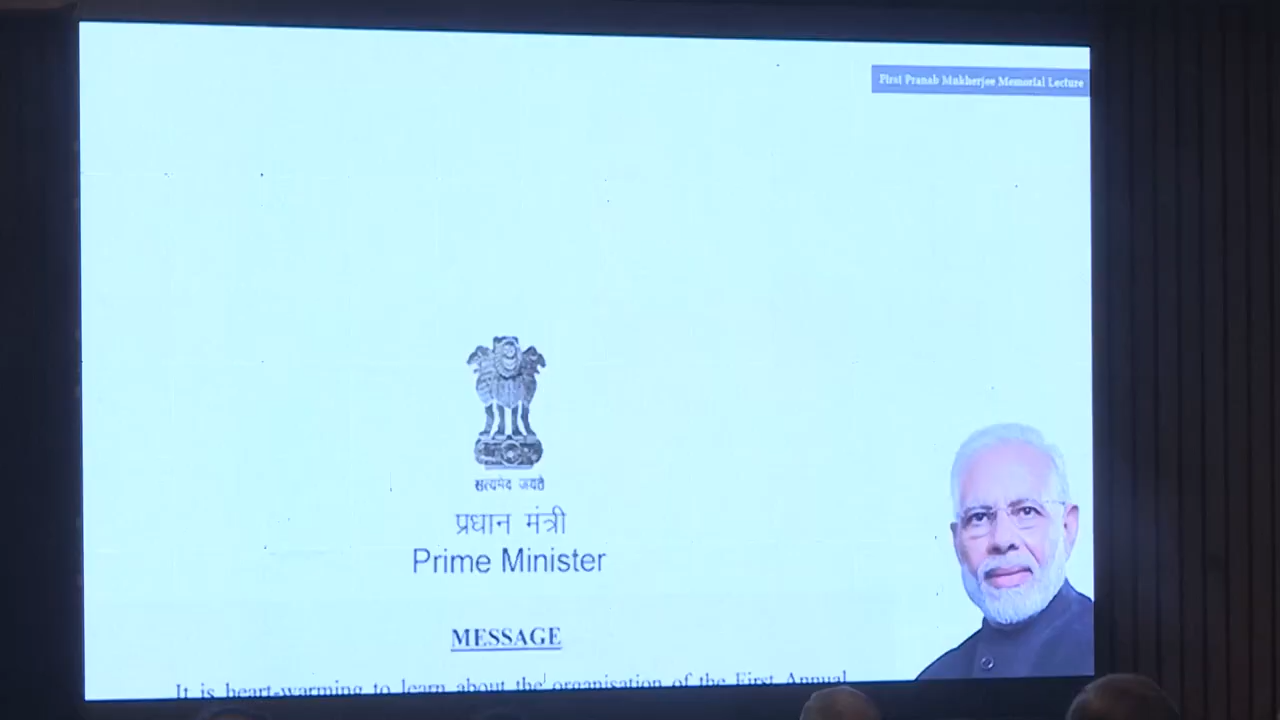 First Pranab Mukherjee Memorial Lecture
सत्यमेव जयते
प्रधान मंत्री
Prime Minister
MESSAGE
It is heart-warming to learn about the organisation of the First Annual